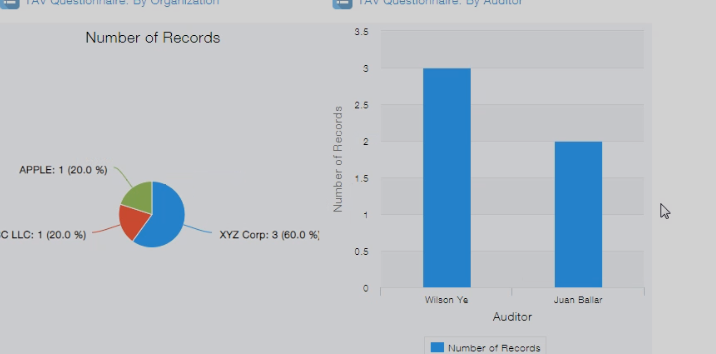 TAV Questionnaire: By Organization
Number of Records
APPLE: 1 (20.0 %)
C LLC: 1 (20.0 %)
XYZ Corp: 3 (60.0 %
TAV Questionnaire: By Auditor
3.5
3
2.5
2
1.5
1
0.5
0
Number of Records
Wilson Ye
Juan Ballar
Auditor
Number of Records